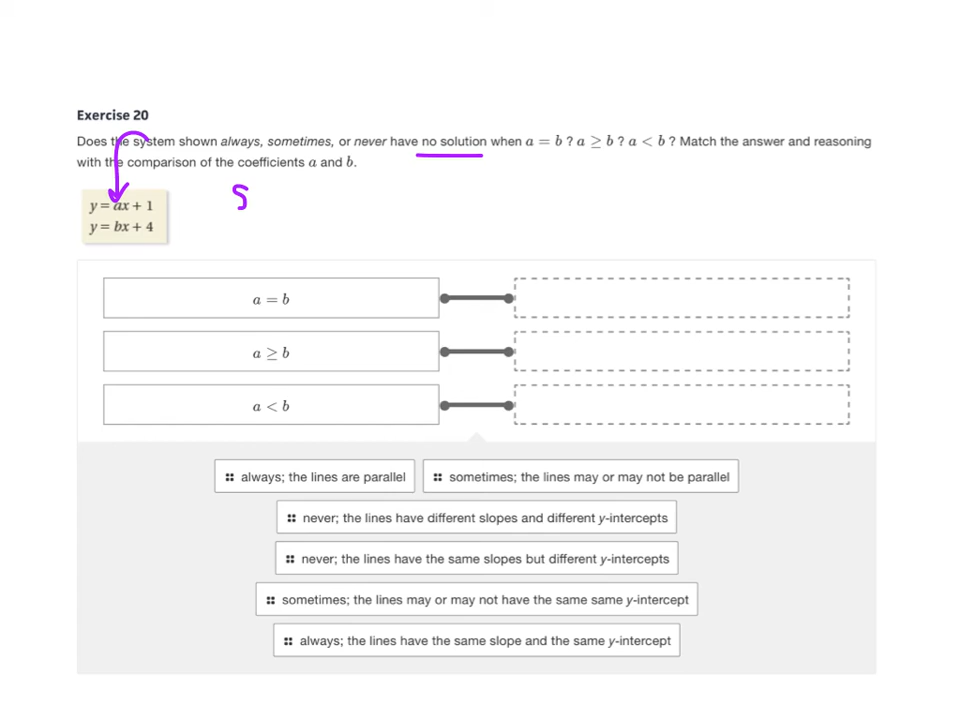 Exercise 20
Does the system shown always, sometimes, or never have no solution when a = b ? a ≥ b ? a < b ? Match the answer and reasoning
with the comparison of the coefficients a and b.
y = ax + 1
S
y = bx + 4
a = b
a ≥ b
a < b
always; the lines are parallel
sometimes; the lines may or may not be parallel
never; the lines have different slopes and different y-intercepts
never; the lines have the same slopes but different y-intercepts
sometimes; the lines may or may not have the same same y-intercept
always; the lines have the same slope and the same y-intercept